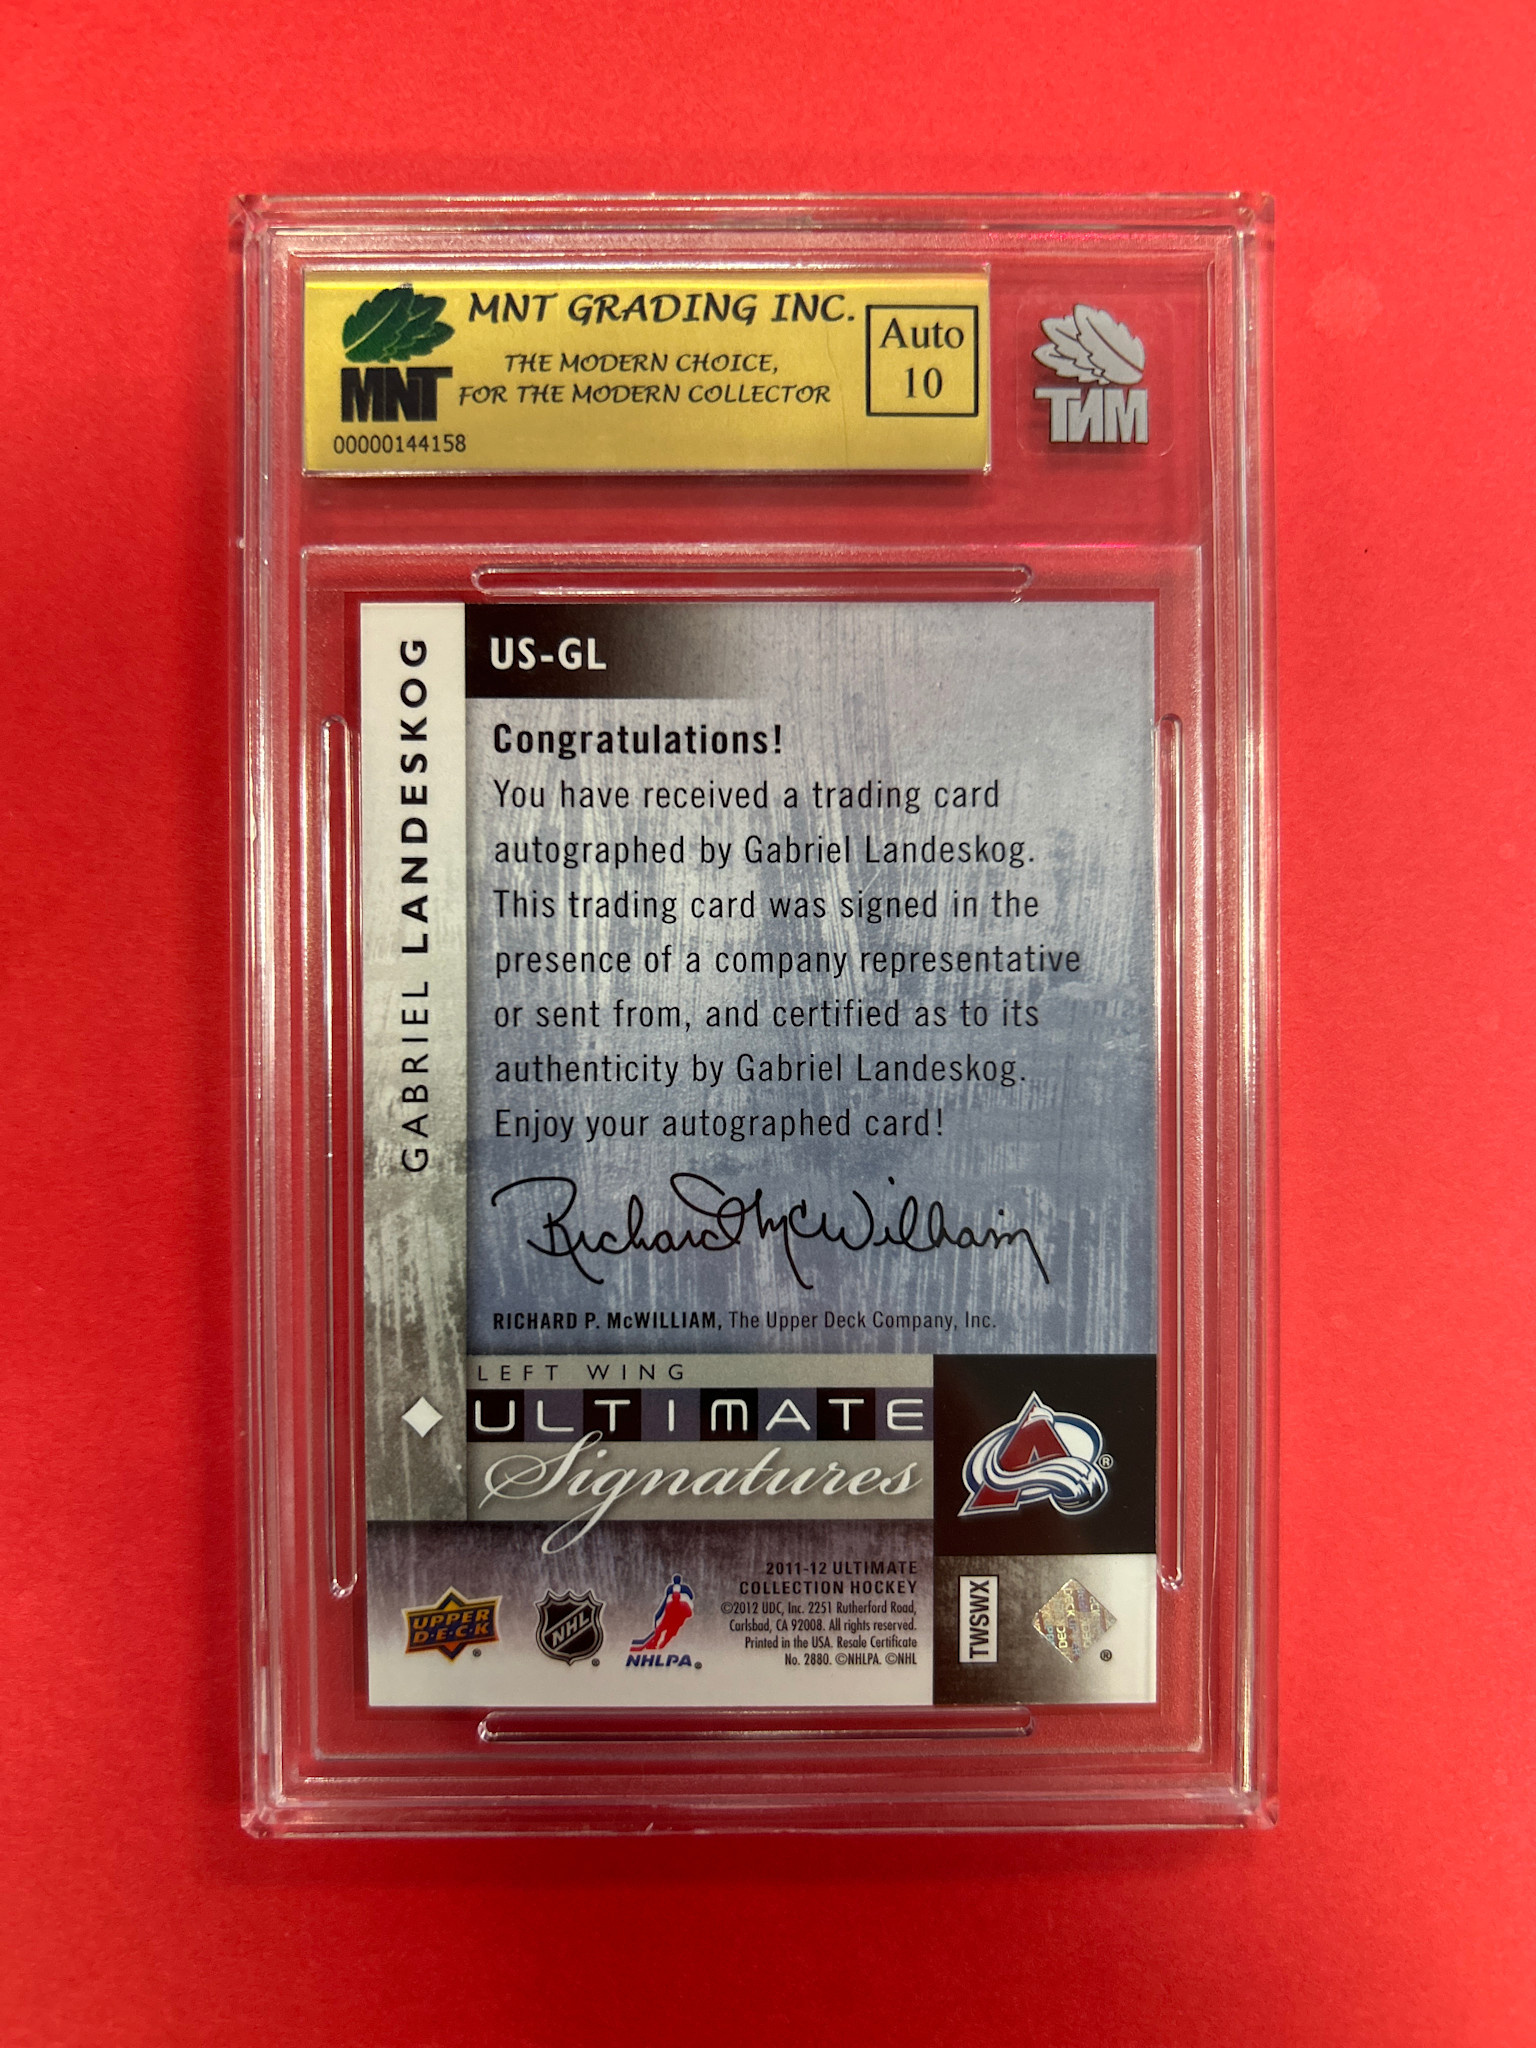 MNT GRADING INC.
THE MODERN CHOICE,
FOR THE MODERN COLLECTOR
MNT
00000144158
Auto
10
MNT
GABRIEL LANDESKOG
US-GL
Congratulations!
You have received a trading card
autographed by Gabriel Landeskog.
This trading card was signed in the
presence of a company representative
or sent from, and certified as to its
authenticity by Gabriel Landeskog.
Enjoy your autographed card!
Richard McWilliam
RICHARD P. McWILLIAM, The Upper Deck Company, Inc.
LEFT WING
ULTIMATE
Signatures
A®
UPPER
D·E·C·K®
NHL®
NHLPA®
2011-12 ULTIMATE
COLLECTION HOCKEY
©2012 UDC, Inc. 2251 Rutherford Road,
Carlsbad, CA 92008. All rights reserved.
Printed in the USA. Resale Certificate
No. 2880. ©NHLPA. ©NHL
TWSWX
®